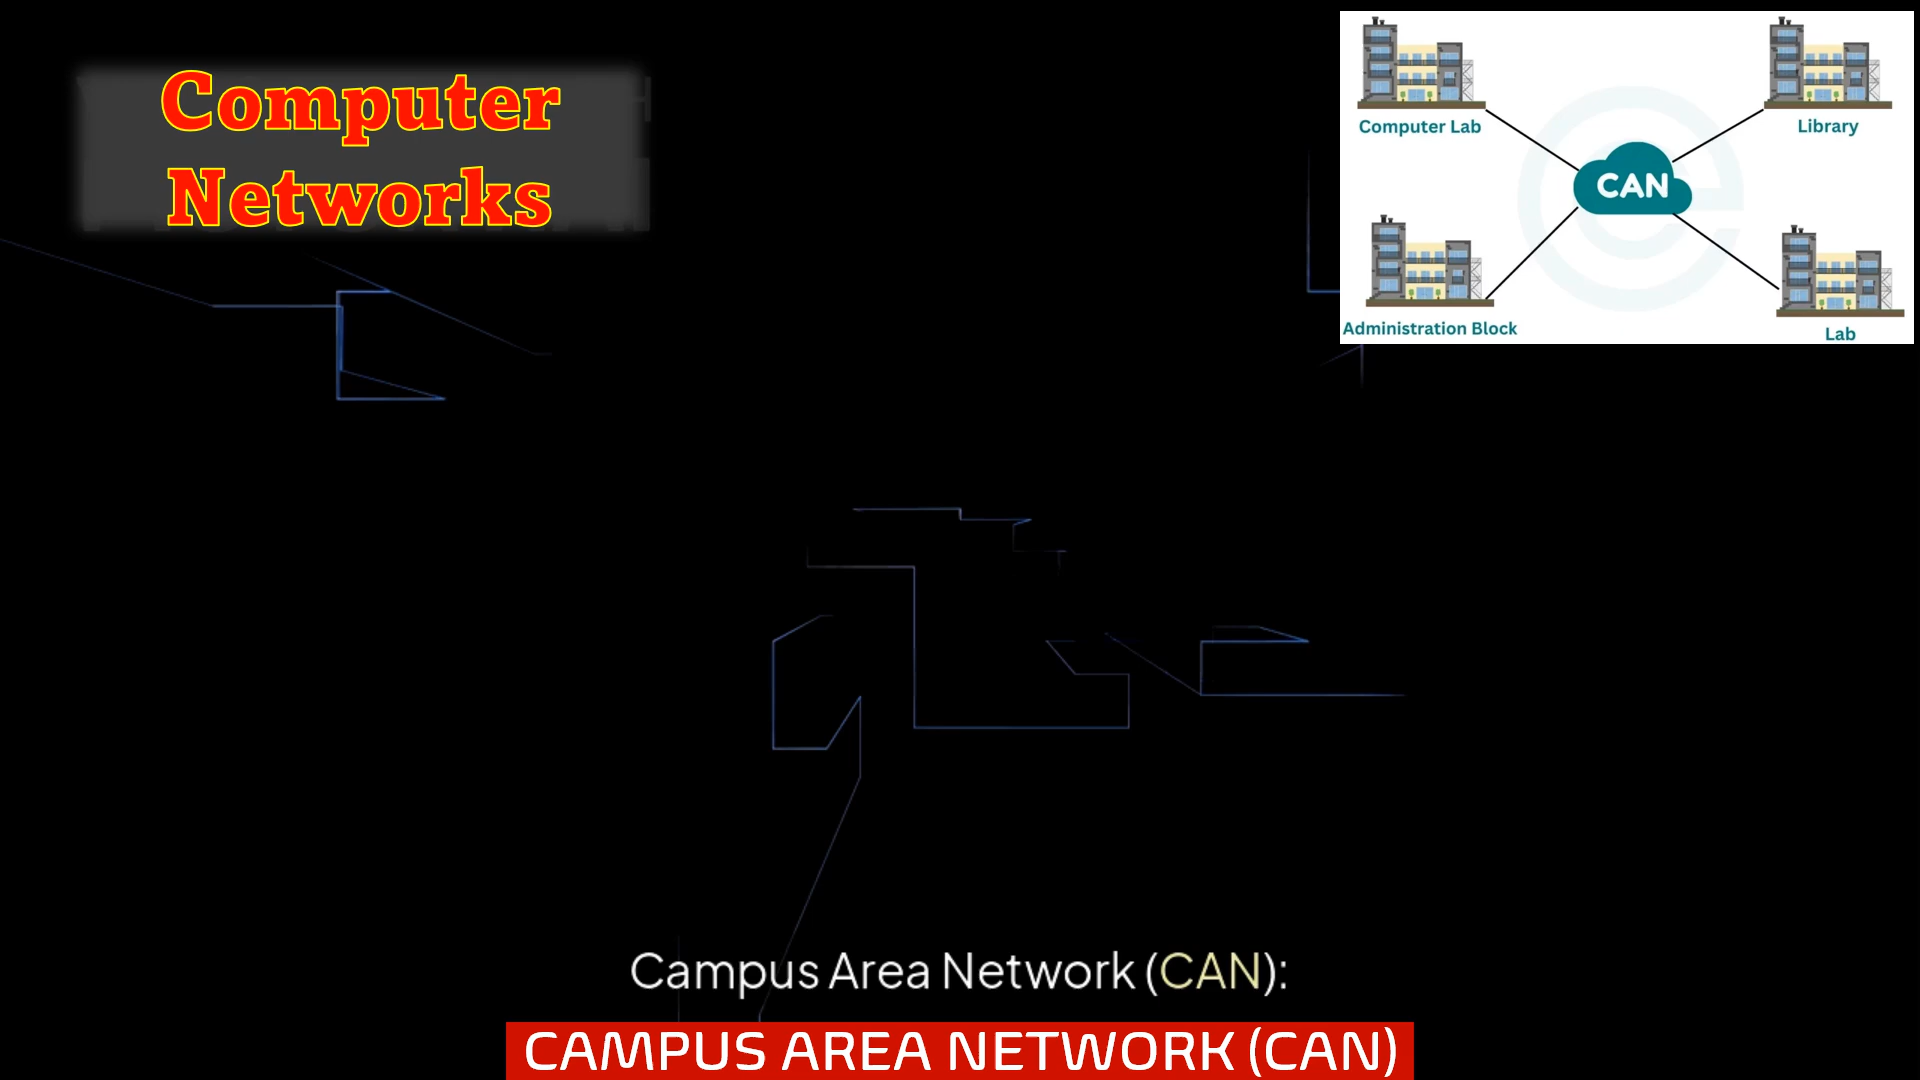 Computer
Networks
Computer Lab
Library
CAN
Administration Block
Lab
Campus Area Network (CAN):
CAMPUS AREA NETWORK (CAN)